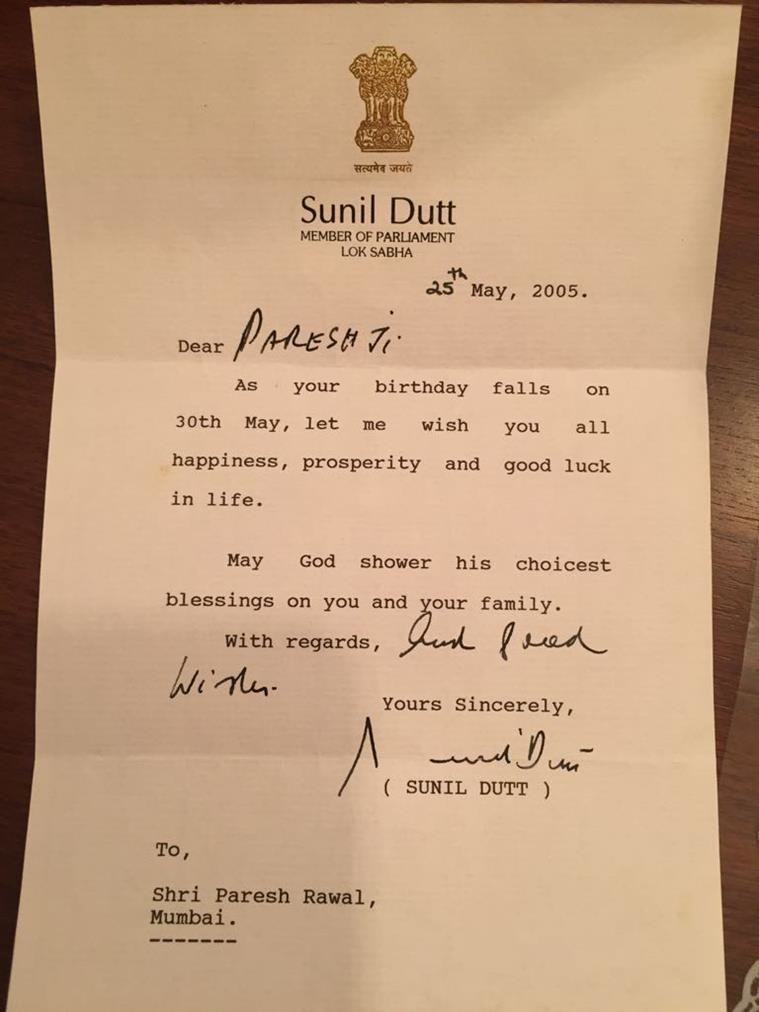 सत्यमेव जयते
Sunil Dutt
MEMBER OF PARLIAMENT
LOK SABHA
25th May, 2005.
Dear PARESH Ji.
As your birthday falls on
30th May, let me wish you all
happiness, prosperity and good luck
in life.
May God shower his choicest
blessings on you and your family.
With regards, and good
Wishes.
Yours Sincerely,
Sunil Dutt
( SUNIL DUTT )
To,
Shri Paresh Rawal,
Mumbai.
-------